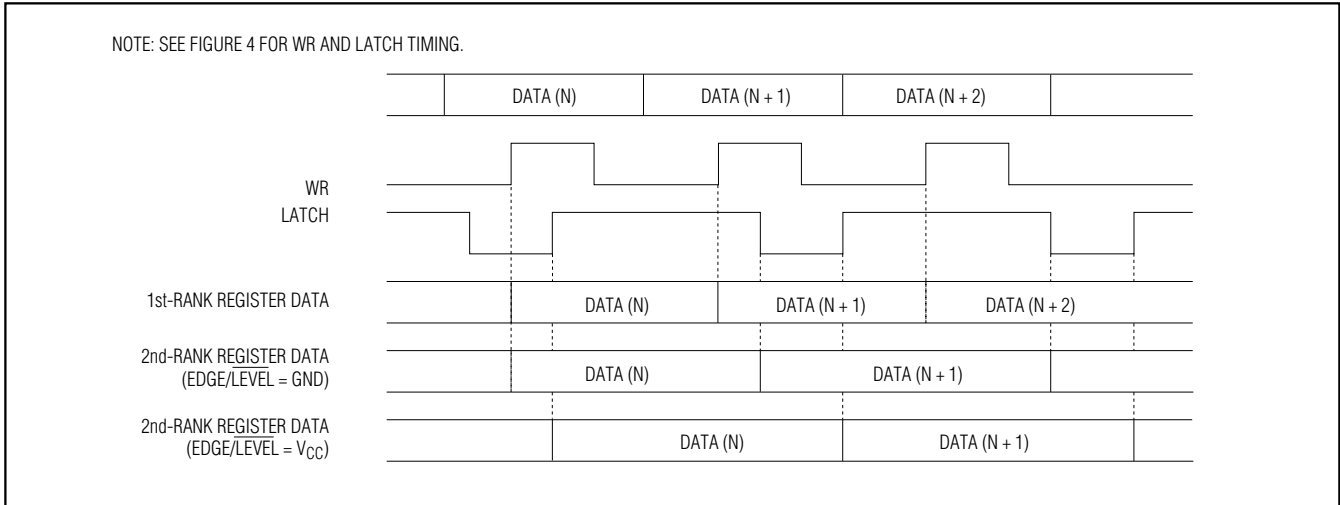 NOTE: SEE FIGURE 4 FOR WR AND LATCH TIMING.
DATA (N) DATA (N + 1) DATA (N + 2)
WR
LATCH
1st-RANK REGISTER DATA DATA (N) DATA (N + 1) DATA (N + 2)
2nd-RANK REGISTER DATA
(EDGE/LEVEL = GND) DATA (N) DATA (N + 1)
2nd-RANK REGISTER DATA
(EDGE/LEVEL = VCC) DATA (N) DATA (N + 1)